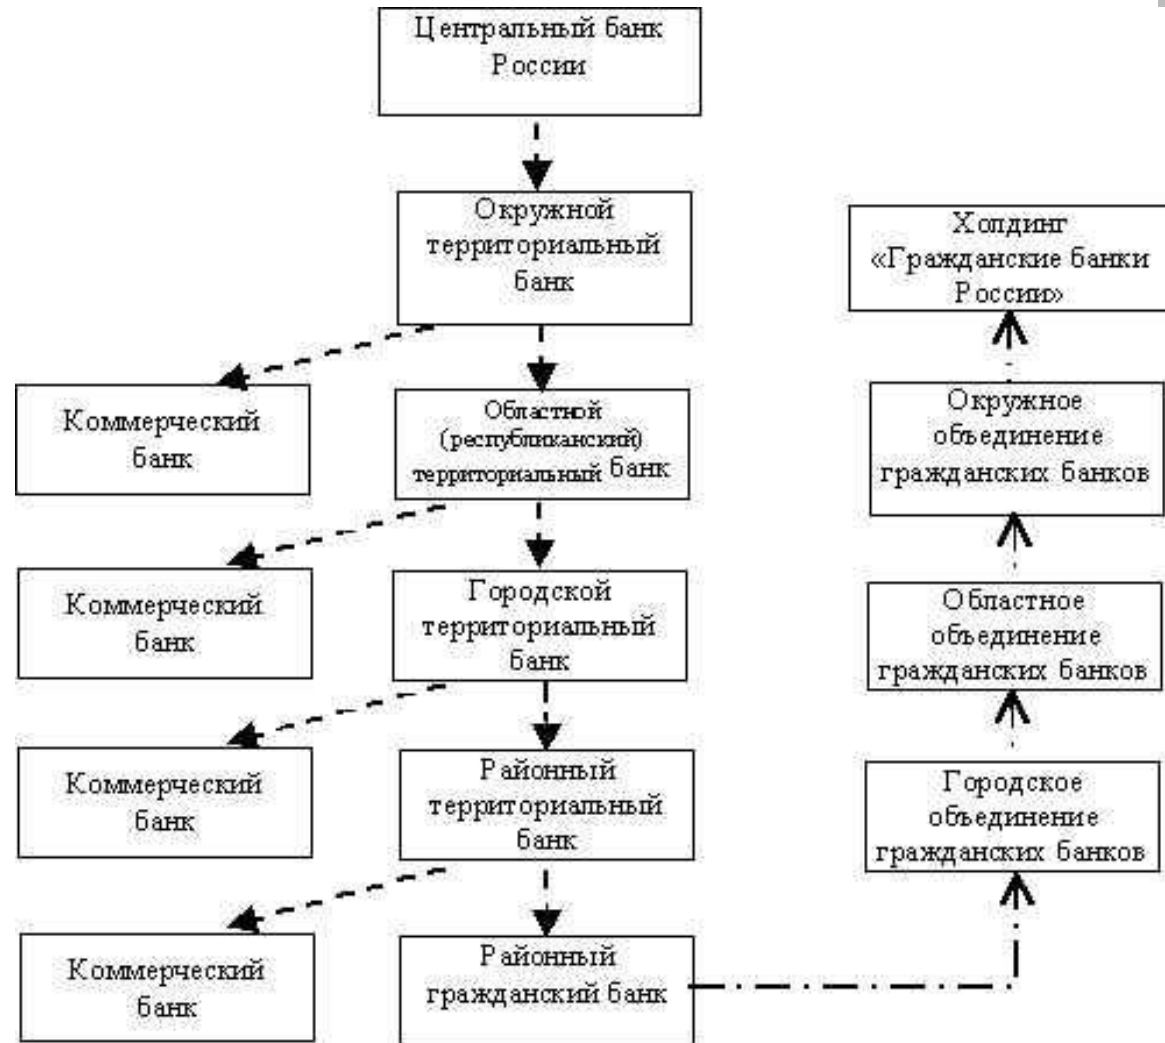 Центральный банк
России
Окружной
территориальный
банк
Холдинг
«Гражданские банки
России»
Коммерческий
банк
Областной
(республиканский)
территориальный банк
Окружное
объединение
гражданских банков
Коммерческий
банк
Городской
территориальный
банк
Областное
объединение
гражданских банков
Коммерческий
банк
Районный
территориальный
банк
Городское
объединение
гражданских банков
Коммерческий
банк
Районный
гражданский банк